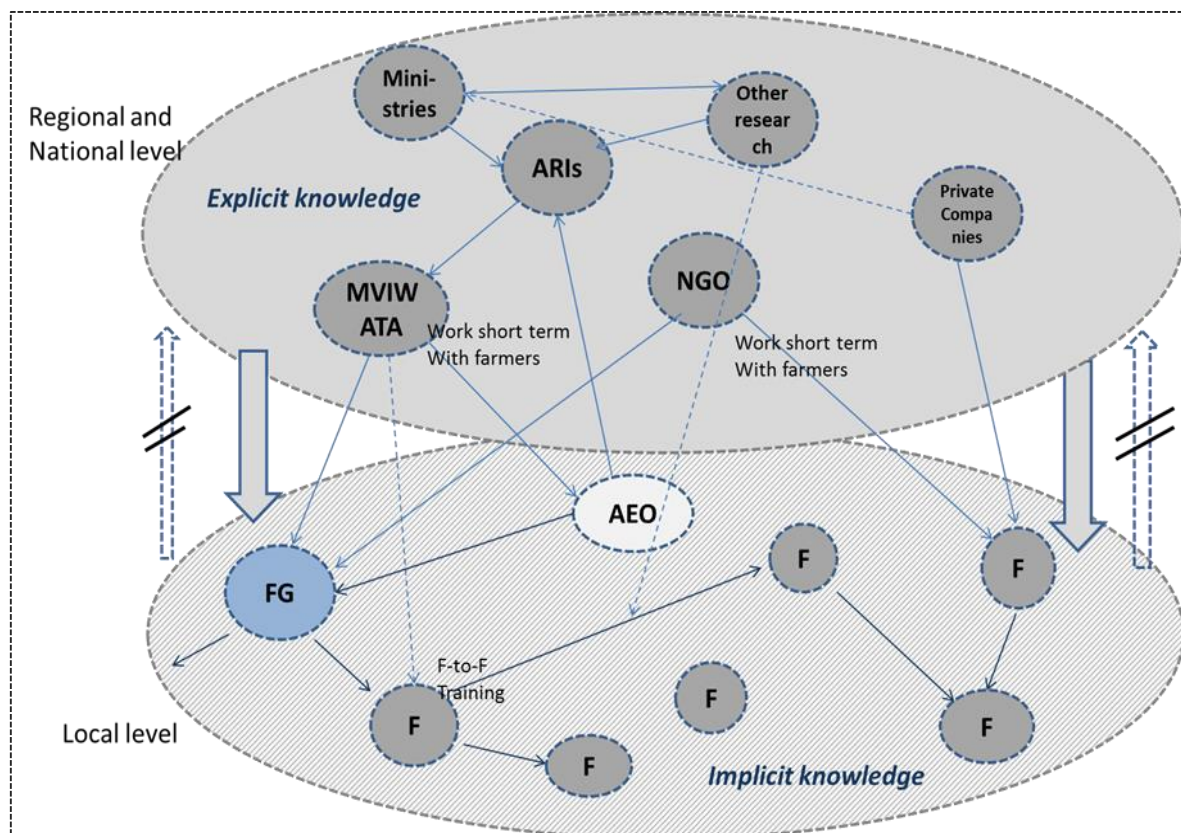 Mini-
stries
Other
resear
ch
Regional and
National level
ARIs
Explicit knowledge
Private
Compa
nies
MVIW
ATA
NGO
Work short term
With farmers
Work short term
With farmers
AEO
F
F
FG
F-to-F
Training
F
F
F
F
Local level
Implicit knowledge